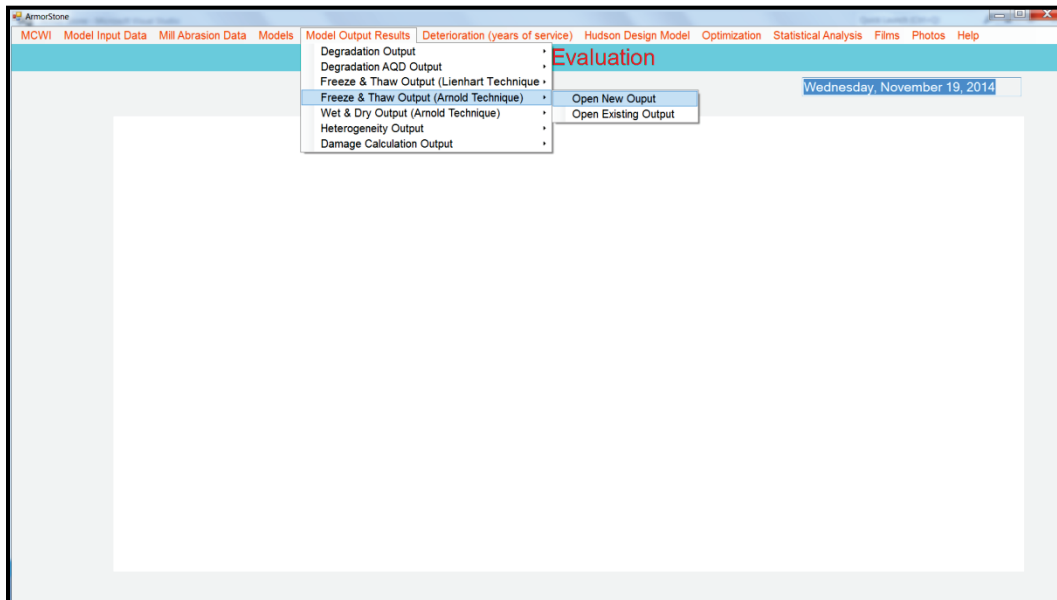 ArmorStone
MCWI Model Input Data Mill Abrasion Data Models Model Output Results Deterioration (years of service) Hudson Design Model Optimization Statistical Analysis Films Photos Help
Evaluation
Wednesday, November 19, 2014
Degradation Output
Degradation AQD Output
Freeze & Thaw Output (Lienhart Technique
Freeze & Thaw Output (Arnold Technique)
Wet & Dry Output (Arnold Technique)
Heterogeneity Output
Damage Calculation Output
Open New Ouput
Open Existing Output